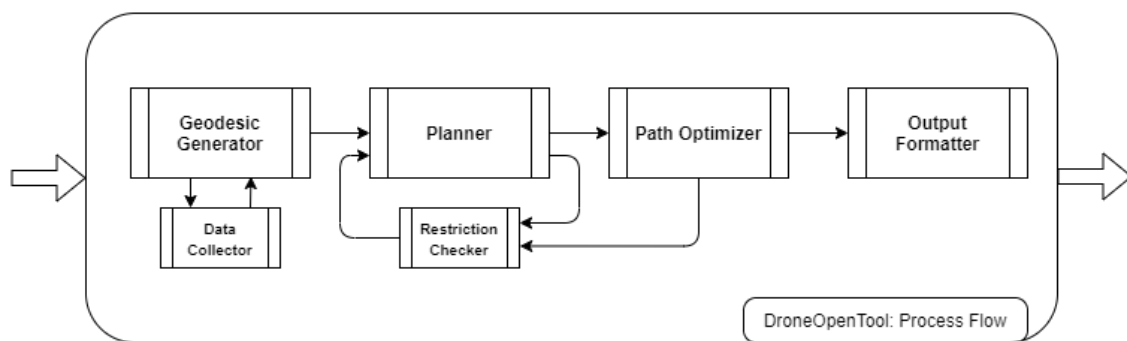 Geodesic
Generator
Planner
Path Optimizer
Output
Formatter
Data
Collector
Restriction
Checker
DroneOpenTool: Process Flow